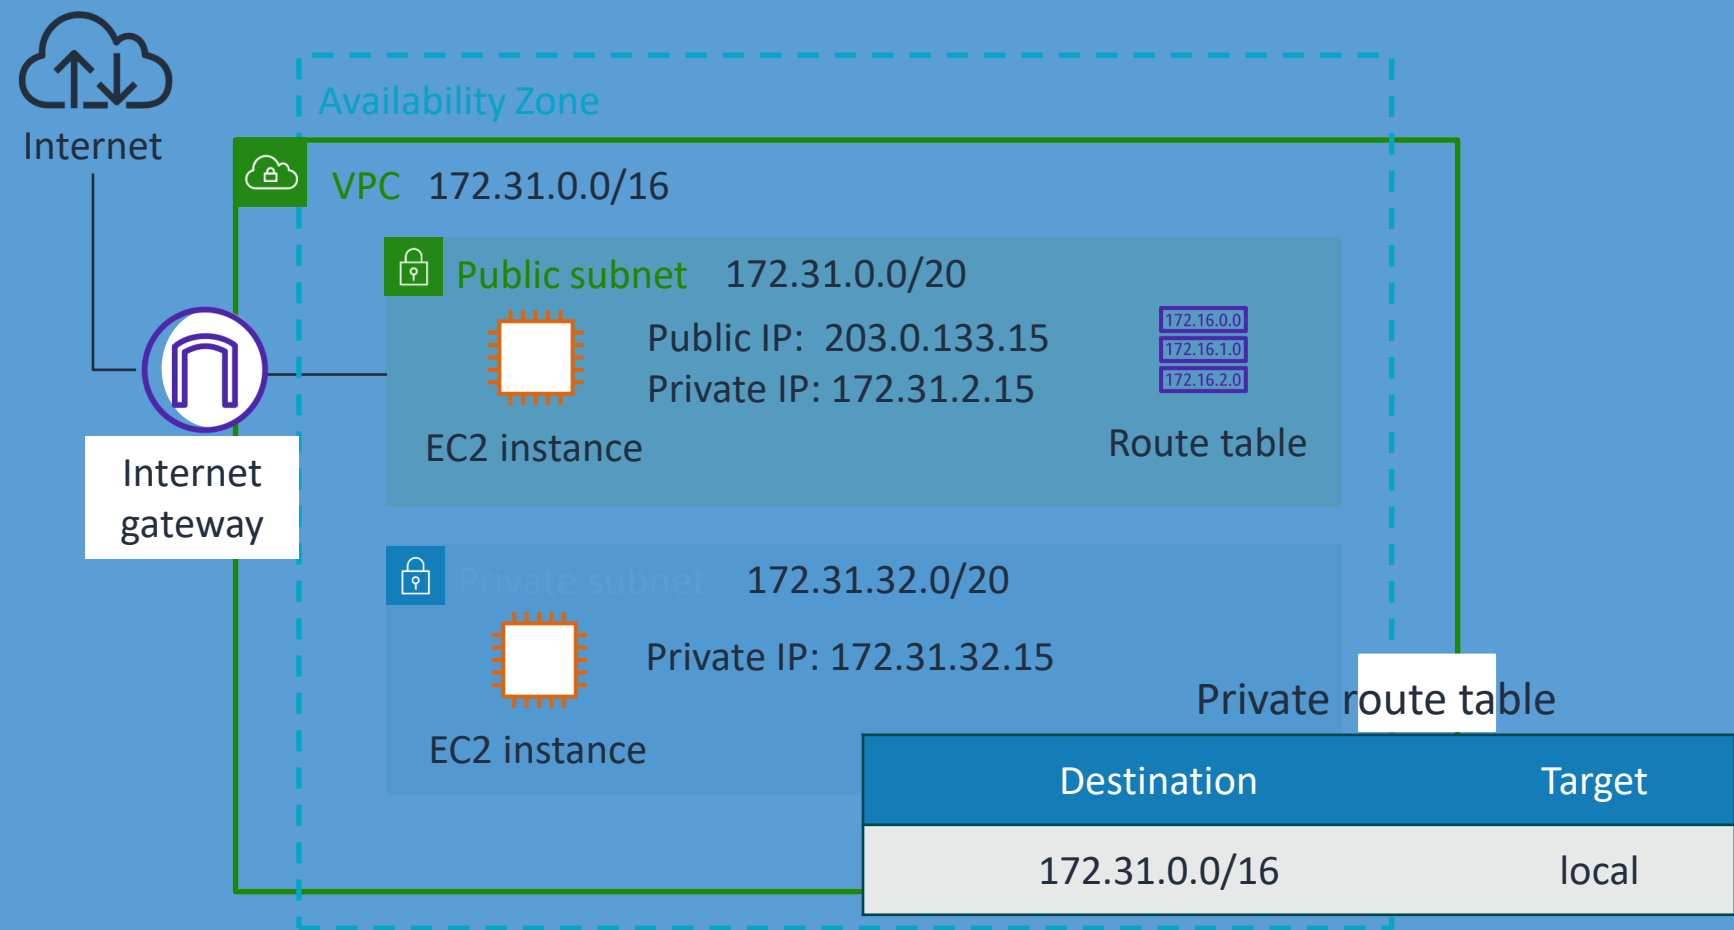 Internet
Availability Zone
VPC 172.31.0.0/16
Public subnet 172.31.0.0/20
Public IP: 203.0.133.15
Private IP: 172.31.2.15
172.16.0.0
172.16.1.0
172.16.2.0
EC2 instance
Route table
Internet
gateway
Private subnet 172.31.32.0/20
Private IP: 172.31.32.15
EC2 instance
Private route table
Destination Target
172.31.0.0/16 local